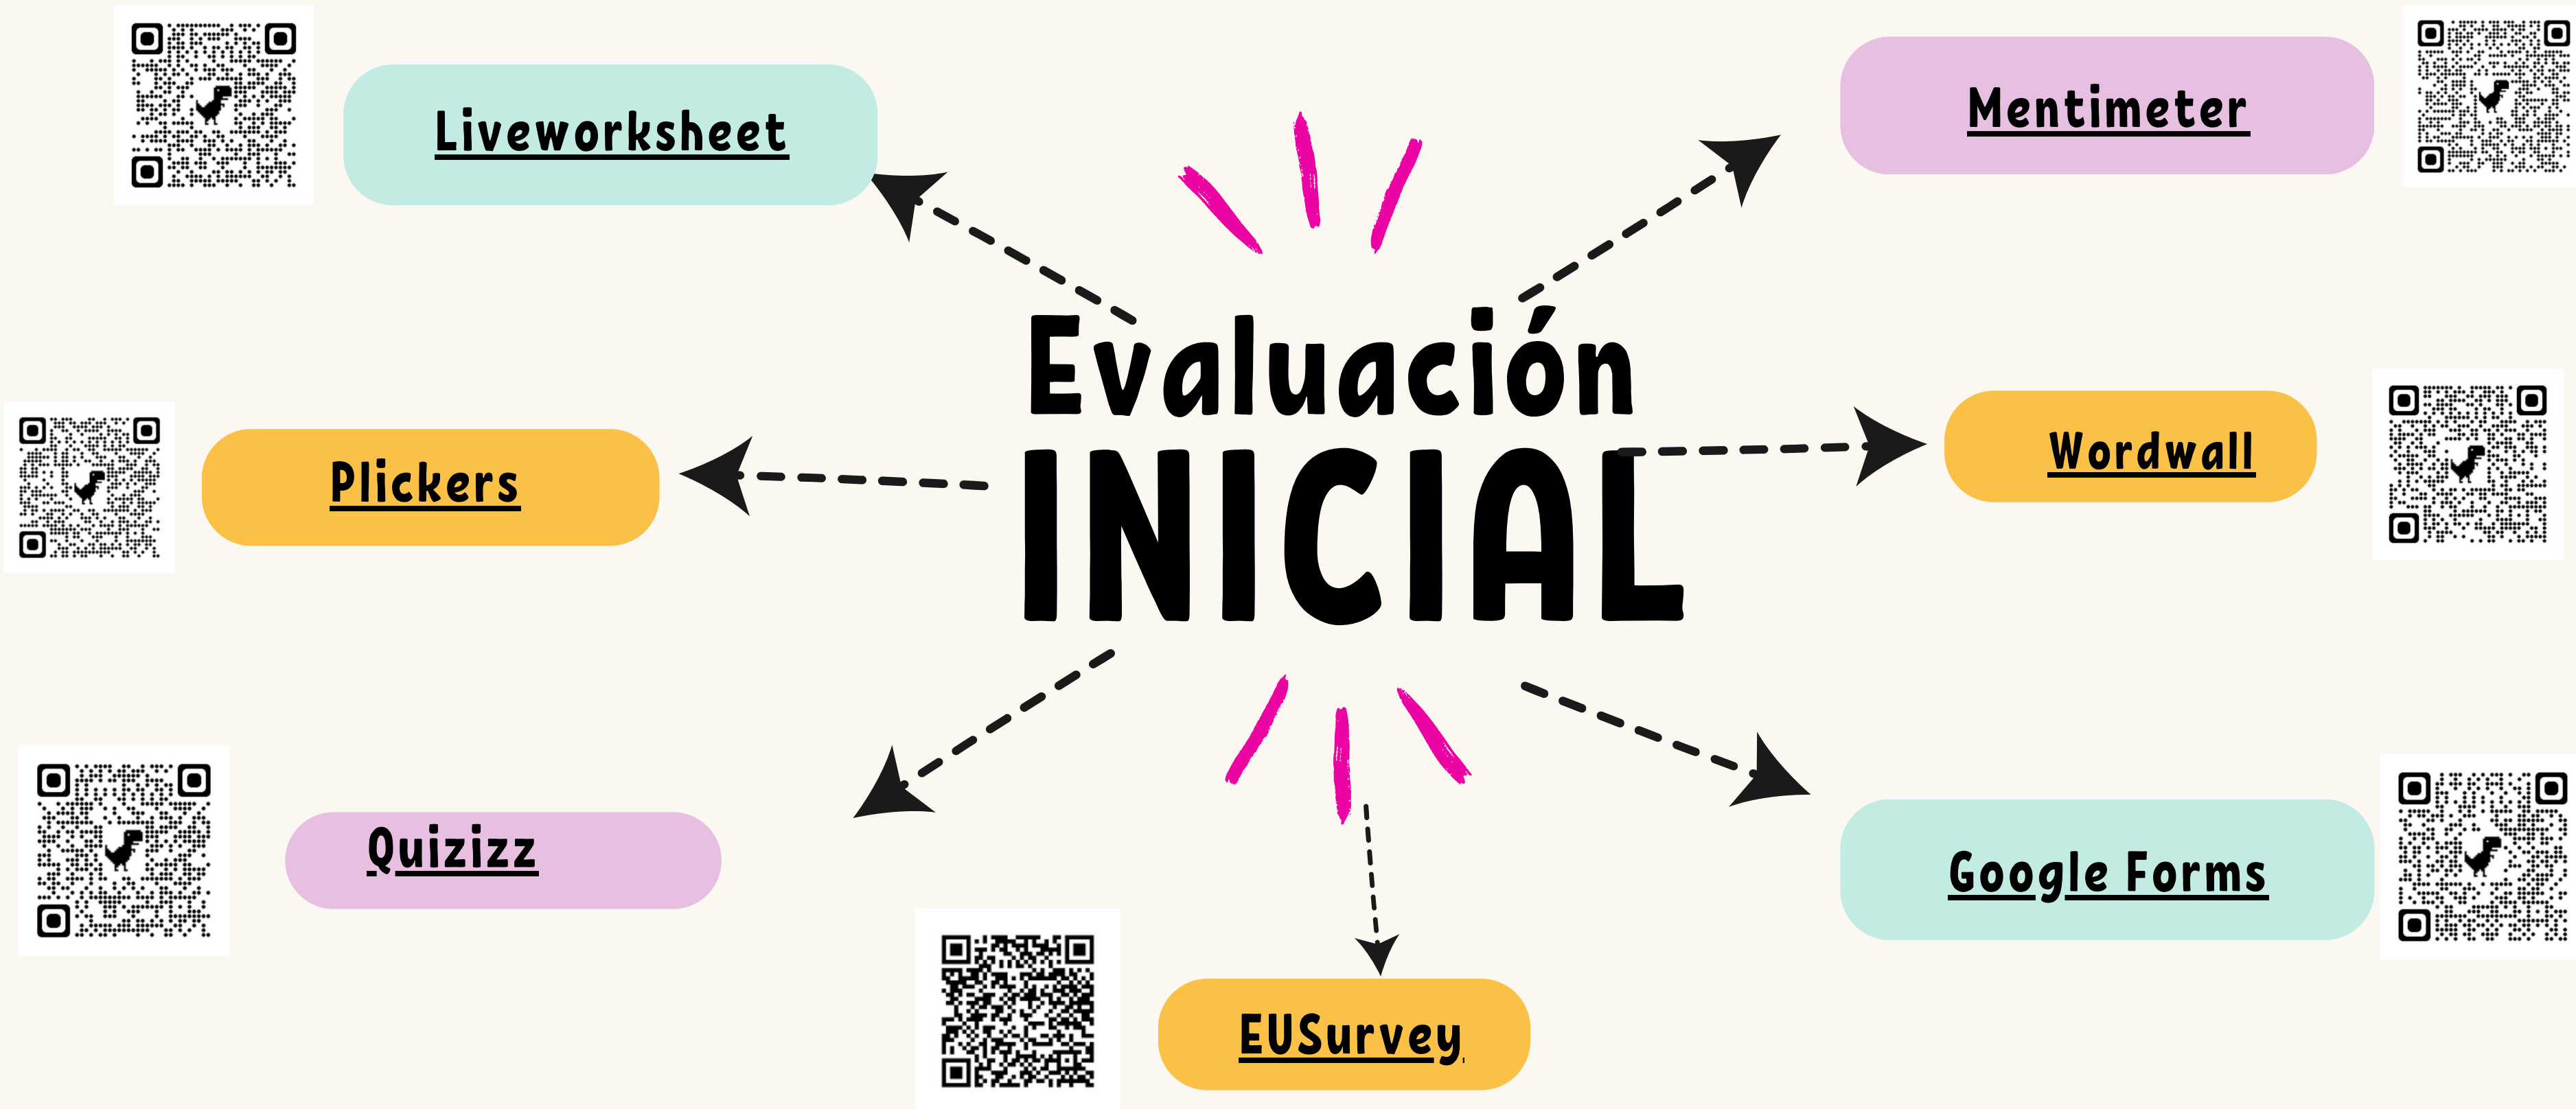 Liveworksheet
Mentimeter
Evaluación
INICIAL
Plickers
Wordwall
Quizizz
Google Forms
EUSurvey